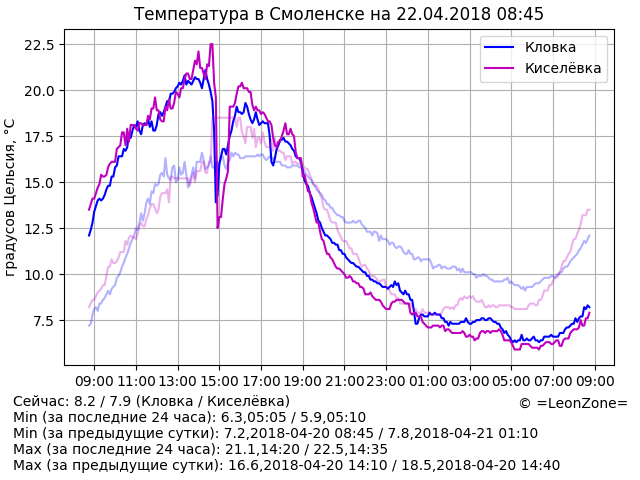 Температура в Смоленске на 22.04.2018 08:45
Кловка
Киселёвка
градусов Цельсия, °C
22.5
20.0
17.5
15.0
12.5
10.0
7.5
09:00 11:00 13:00 15:00 17:00 19:00 21:00 23:00 01:00 03:00 05:00 07:00 09:00
Сейчас: 8.2 / 7.9 (Кловка / Киселёвка)
© =LeonZone=
Min (за последние 24 часа): 6.3,05:05 / 5.9,05:10
Min (за предыдущие сутки): 7.2,2018-04-20 08:45 / 7.8,2018-04-21 01:10
Max (за последние 24 часа): 21.1,14:20 / 22.5,14:35
Max (за предыдущие сутки): 16.6,2018-04-20 14:10 / 18.5,2018-04-20 14:40